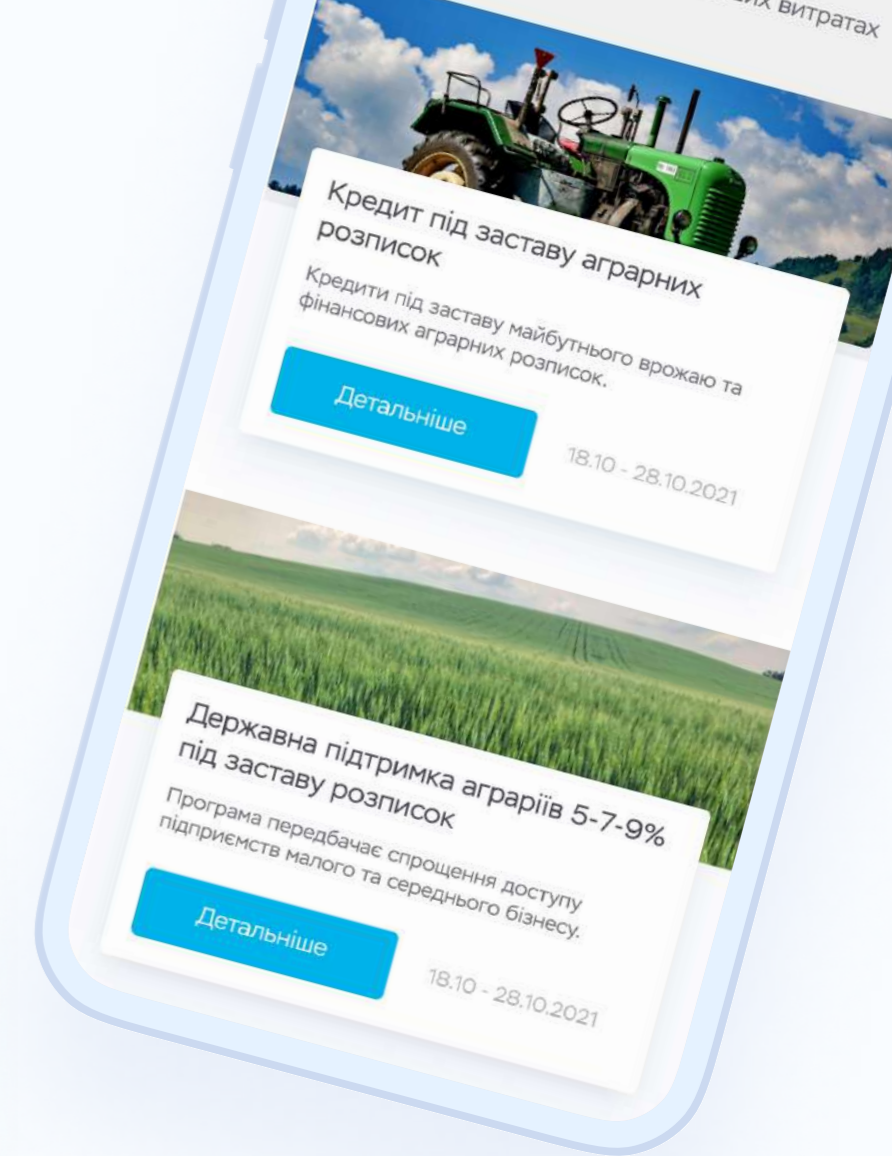 витратах
Кредит під заставу аграрних
розписок
Кредити під заставу майбутнього врожаю та
фінансових аграрних розписок.
Детальніше
18.10 - 28.10.2021
Державна підтримка аграріїв 5-7-9%
під заставу розписок
Програма передбачає спрощення доступу
підприємств малого та середнього бізнесу.
Детальніше
18.10 - 28.10.2021